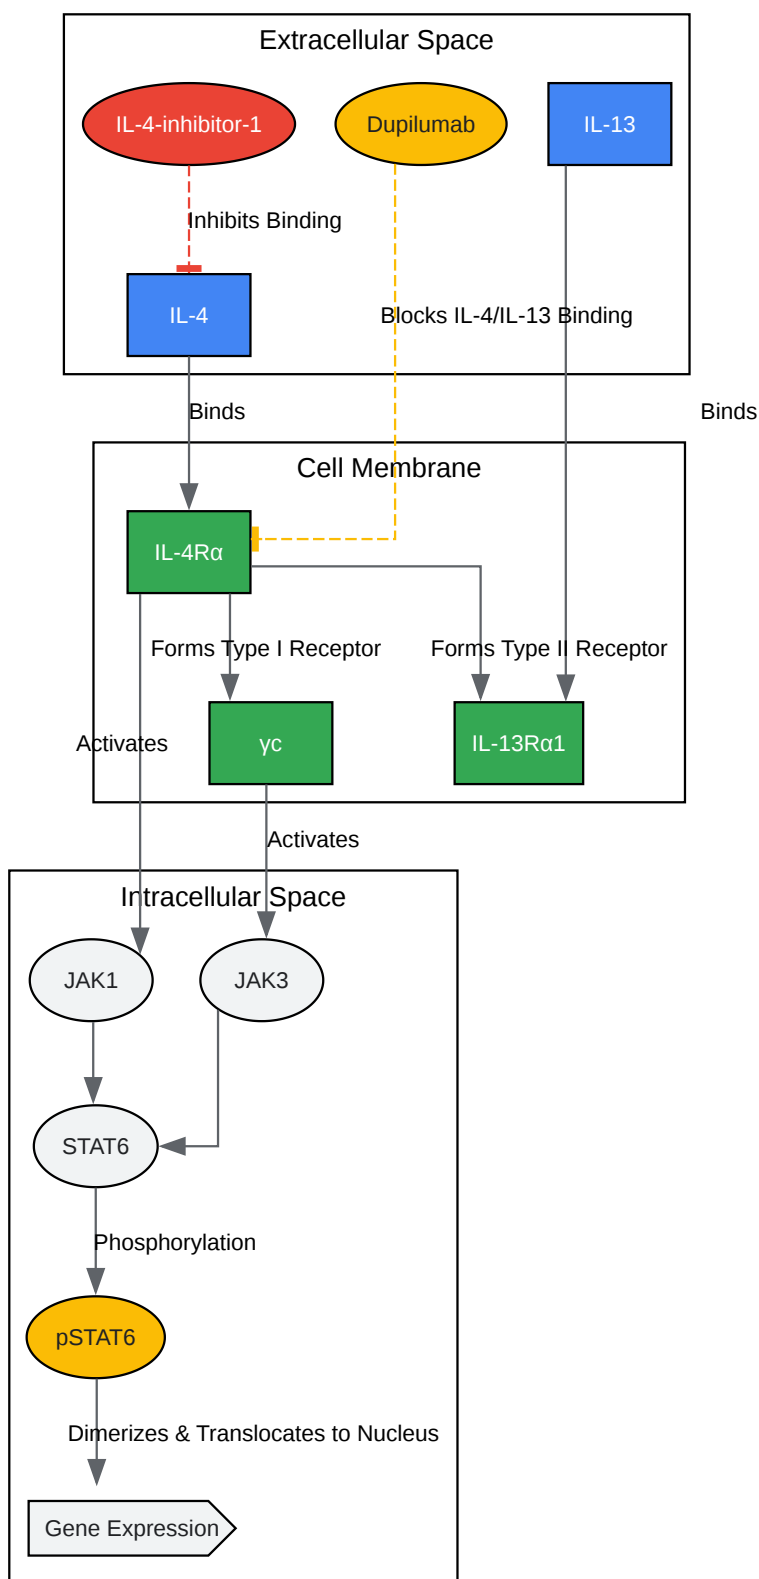 Extracellular Space
IL-4-inhibitor-1
Dupilumab
IL-13
Inhibits Binding
IL-4
Blocks IL-4/IL-13 Binding
Binds
Binds
Cell Membrane
IL-4Rα
Forms Type I Receptor
Forms Type II Receptor
Activates
γc
IL-13Rα1
Activates
Intracellular Space
JAK1
JAK3
STAT6
Phosphorylation
pSTAT6
Dimerizes & Translocates to Nucleus
Gene Expression